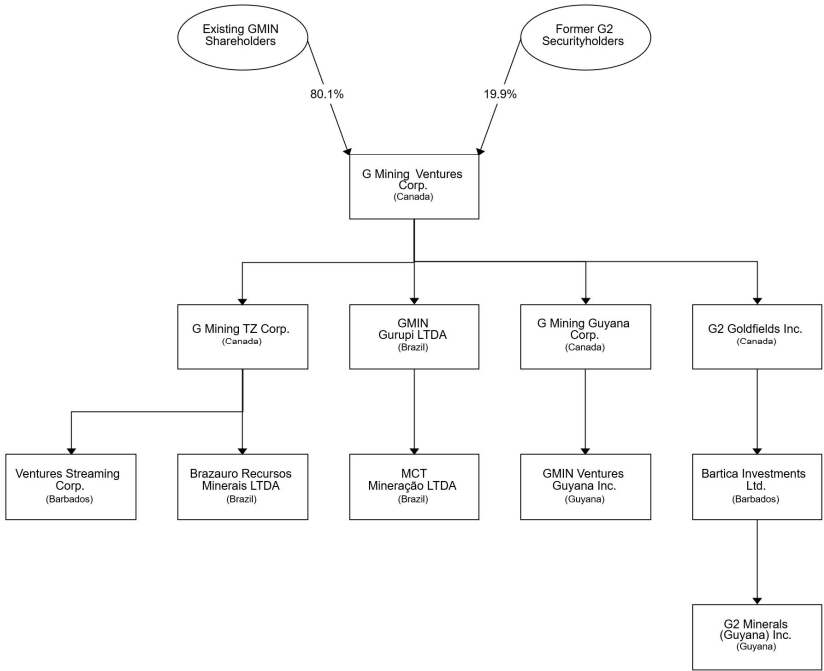 Existing GMIN
Shareholders
Former G2
Securityholders
80.1%
19.9%
G Mining Ventures
Corp.
(Canada)
G Mining TZ Corp.
(Canada)
GMIN
Gurupi LTDA
(Brazil)
G Mining Guyana
Corp.
(Canada)
G2 Goldfields Inc.
(Canada)
Ventures Streaming
Corp.
(Barbados)
Brazauro Recursos
Minerais LTDA
(Brazil)
MCT
Mineração LTDA
(Brazil)
GMIN Ventures
Guyana Inc.
(Guyana)
Bartica Investments
Ltd.
(Barbados)
G2 Minerals
(Guyana) Inc.
(Guyana)